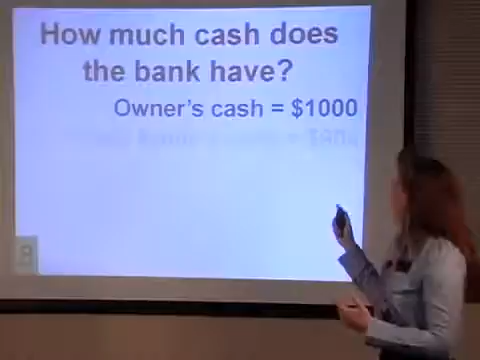 How much cash does
the bank have?
Owner's cash = $1000